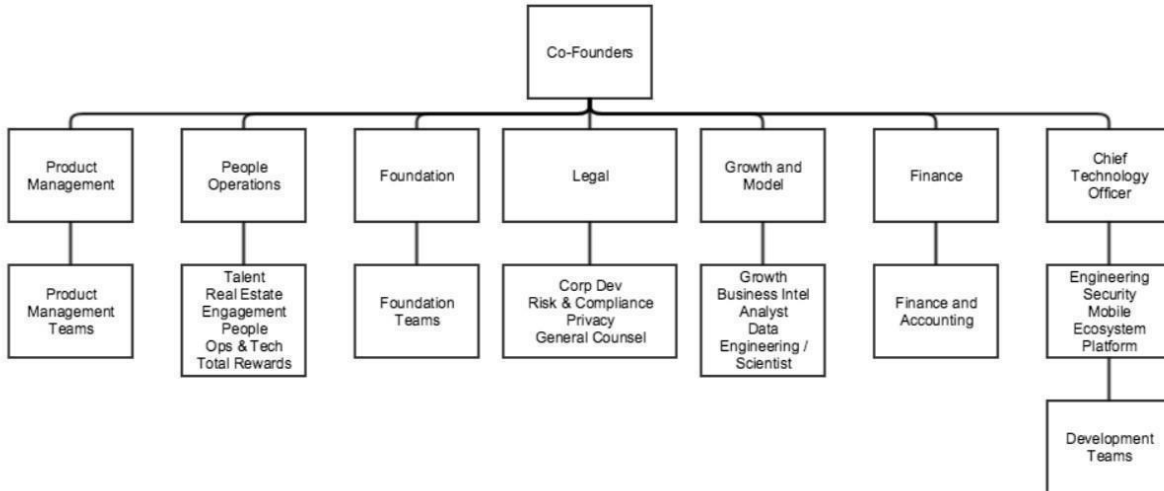 Co-Founders
Product
Management
People
Operations
Foundation
Legal
Growth and
Model
Finance
Chief
Technology
Officer
Product
Management
Teams
Talent
Real Estate
Engagement
People
Ops & Tech
Total Rewards
Foundation
Teams
Corp Dev
Risk & Compliance
Privacy
General Counsel
Growth
Business Intel
Analyst
Data
Engineering /
Scientist
Finance and
Accounting
Engineering
Security
Mobile
Ecosystem
Platform
Development
Teams